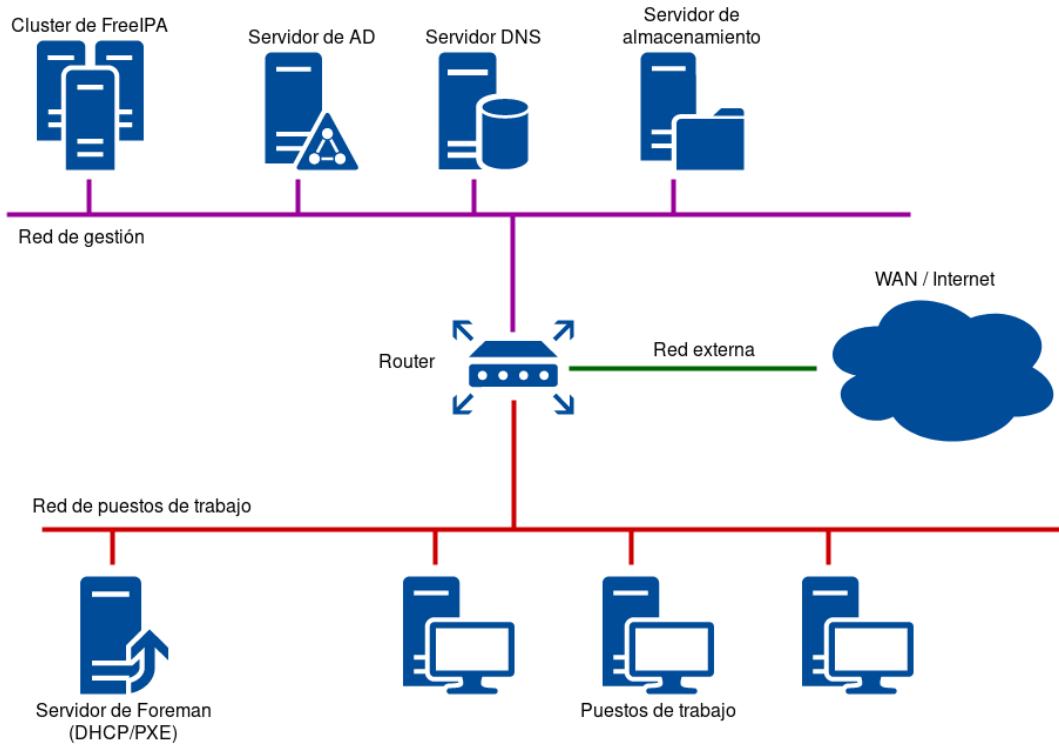 Cluster de FreeIPA
Servidor de AD
Servidor DNS
Servidor de
almacenamiento
Red de gestión
WAN / Internet
Router
Red externa
Red de puestos de trabajo
Servidor de Foreman
(DHCP/PXE)
Puestos de trabajo